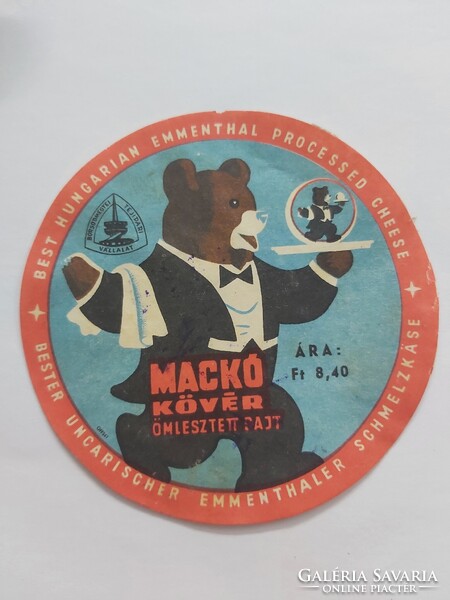 BEST HUNGARIAN EMMENTHAL PROCESSED CHEESE
TEJIPARI
VÁLLALAT
MACKÓ
KÖVÉR
ÖMLESZTETT SAJT
ÁRA:
Ft 8,40
BESTER UNGARISCHER EMMENTHALER SCHMELZKÄSE
GALÉRIA SAVARIA
ONLINE PIACTÉR